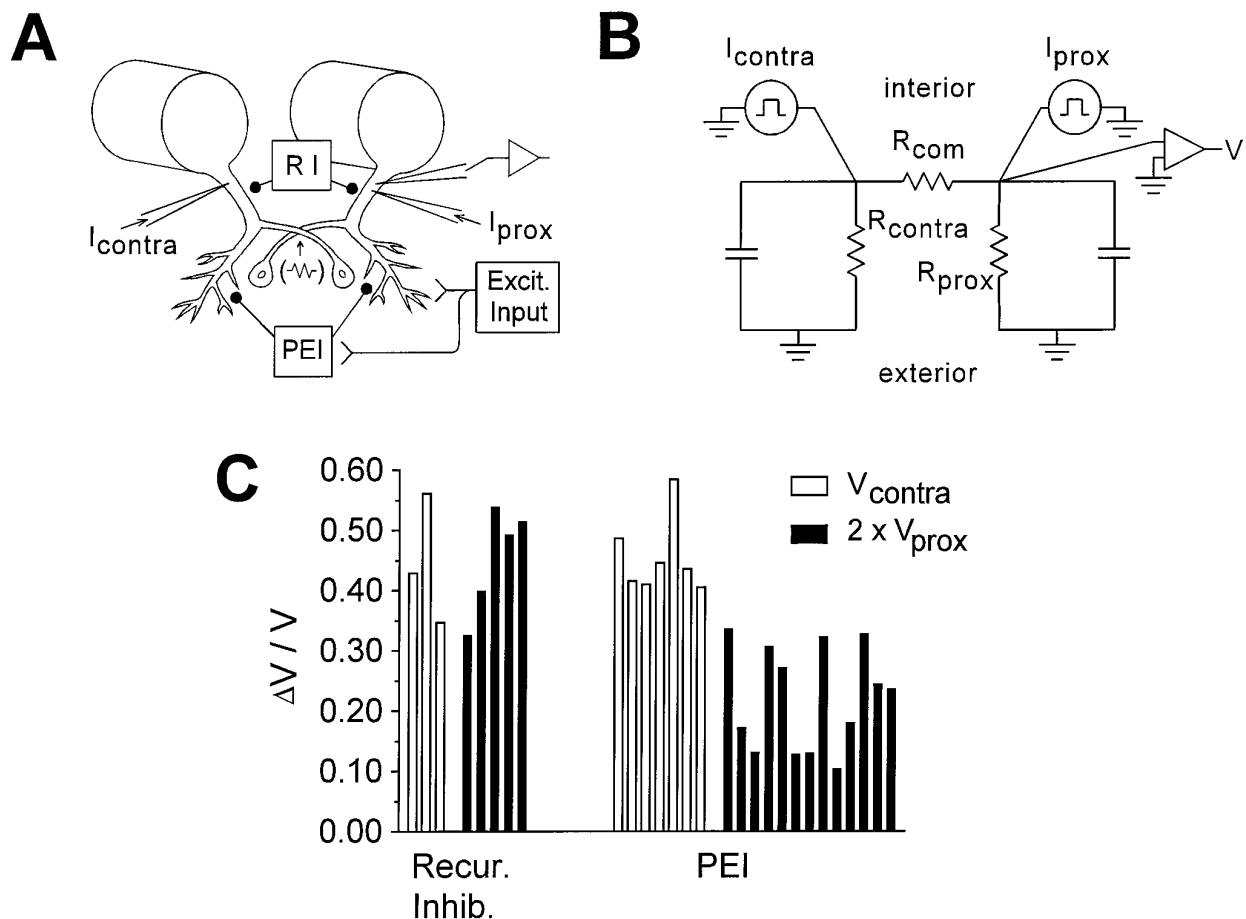 A
R I
I contra
I prox
Excit.
Input
PEI
B
I contra
I prox
interior
R com
V
R contra
R prox
exterior
C
0.60
0.50
0.40
0.30
0.20
0.10
0.00
ΔV / V
V contra
2 x V prox
Recur.
Inhib.
PEI